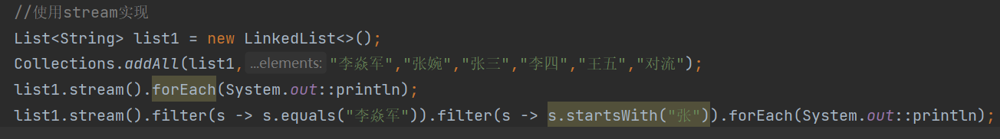 //使用stream实现
List<String> list1 = new LinkedList<>();
Collections.addAll(list1, ...elements: "李焱军","张婉","张三","李四","王五","对流");
list1.stream().forEach(System.out::println);
list1.stream().filter(s -> s.equals("李焱军")).filter(s -> s.startsWith("张")).forEach(System.out::println);